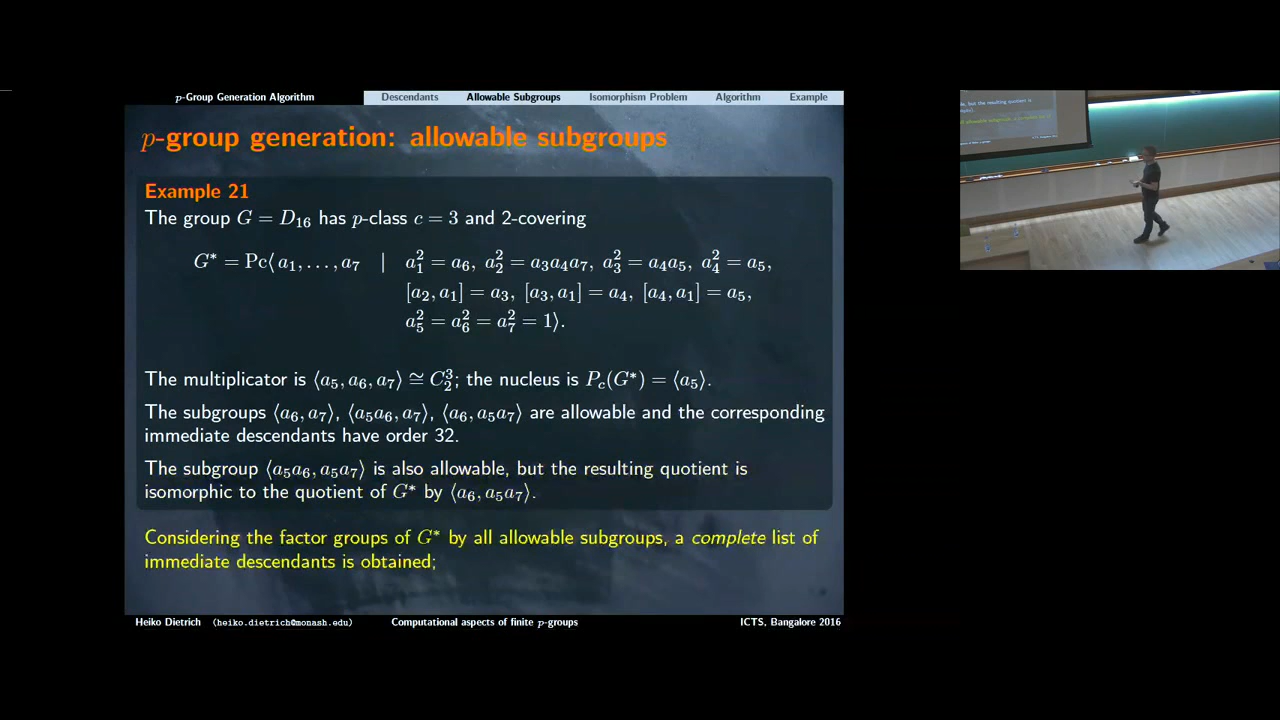 p-Group Generation Algorithm Descendants Allowable Subgroups Isomorphism Problem Algorithm Example
p-group generation: allowable subgroups
Example 21
The group G = D₁₆ has p-class c = 3 and 2-covering
G* = Pc⟨ a₁, . . . , a₇ | a₁² = a₆, a₂² = a₃a₄a₇, a₃² = a₄a₅, a₄² = a₅,
[a₂, a₁] = a₃, [a₃, a₁] = a₄, [a₄, a₁] = a₅,
a₅² = a₆² = a₇² = 1⟩.
The multiplicator is ⟨a₅, a₆, a₇⟩ ≅ C₂³; the nucleus is P_c(G*) = ⟨a₅⟩.
The subgroups ⟨a₆, a₇⟩, ⟨a₅a₆, a₇⟩, ⟨a₆, a₅a₇⟩ are allowable and the corresponding
immediate descendants have order 32.
The subgroup ⟨a₅a₆, a₅a₇⟩ is also allowable, but the resulting quotient is
isomorphic to the quotient of G* by ⟨a₆, a₅a₇⟩.
Considering the factor groups of G* by all allowable subgroups, a complete list of
immediate descendants is obtained;
Heiko Dietrich (heiko.dietrich@monash.edu) Computational aspects of finite p-groups ICTS, Bangalore 2016